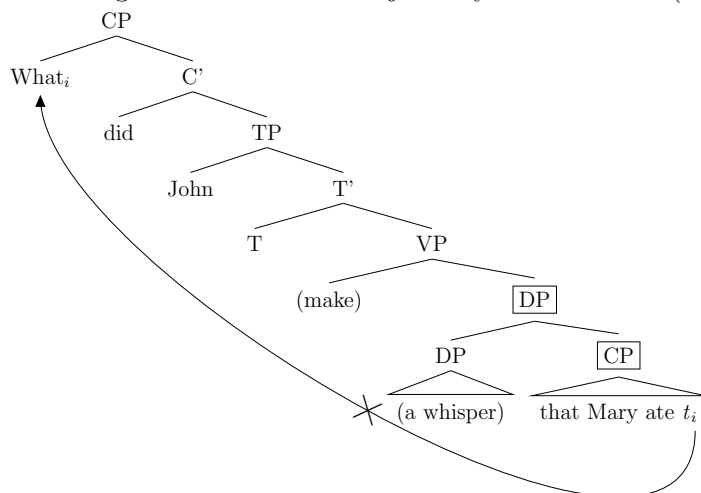 CP
What_i C'
did TP
John T'
T VP
(make) DP
DP CP
(a whisper) that Mary ate t_i